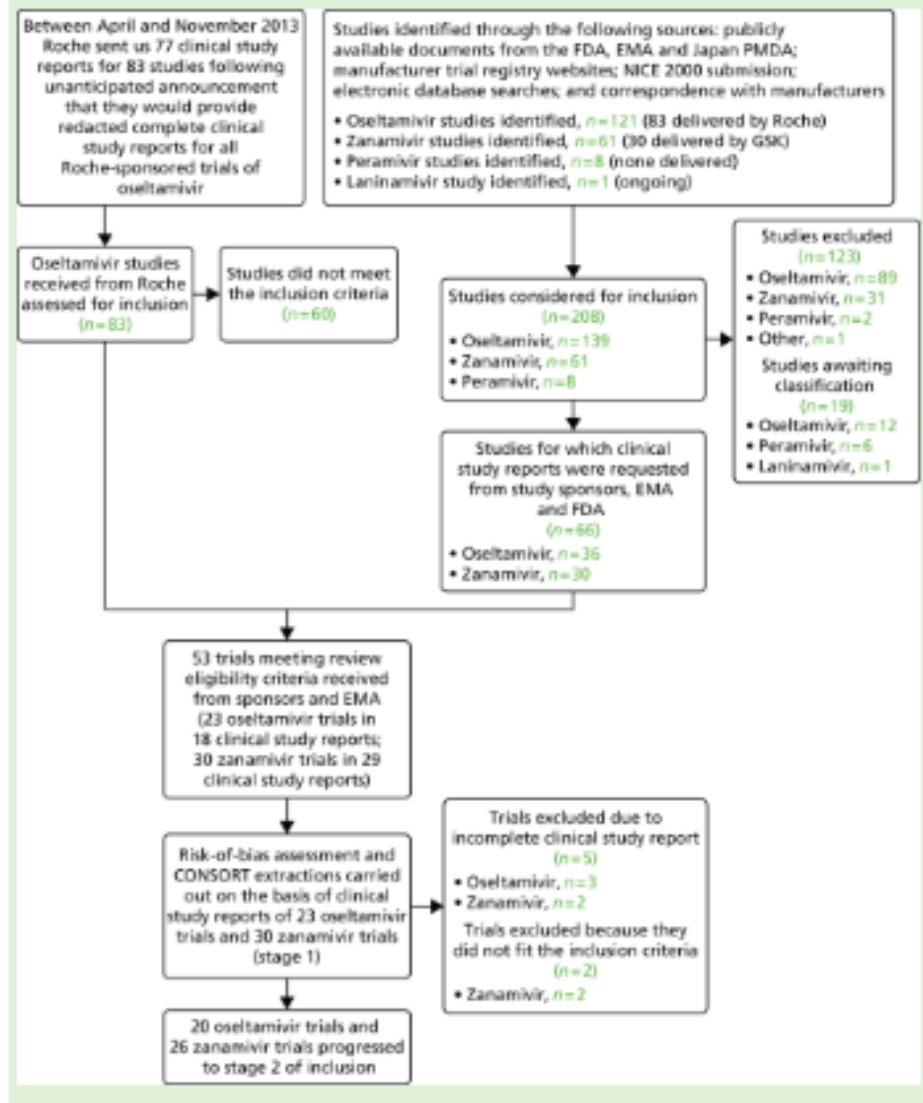 Between April and November 2013
Roche sent us 77 clinical study
reports for 83 studies following
unanticipated announcement
that they would provide
redacted complete clinical
study reports for all
Roche-sponsored trials of
oseltamivir
Studies identified through the following sources: publicly
available documents from the FDA, EMA and Japan PMDA;
manufacturer trial registry websites; NICE 2000 submission;
electronic database searches; and correspondence with manufacturers
• Oseltamivir studies identified, n=121 (83 delivered by Roche)
• Zanamivir studies identified, n=61 (30 delivered by GSK)
• Peramivir studies identified, n=8 (none delivered)
• Laninamivir study identified, n=1 (ongoing)
Oseltamivir studies
received from Roche
assessed for inclusion
(n=83)
Studies did not meet
the inclusion criteria
(n=60)
Studies considered for inclusion
(n=208)
• Oseltamivir, n=139
• Zanamivir, n=61
• Peramivir, n=8
Studies excluded
(n=123)
• Oseltamivir, n=89
• Zanamivir, n=31
• Peramivir, n=2
• Other, n=1
Studies awaiting
classification
(n=19)
• Oseltamivir, n=12
• Peramivir, n=6
• Laninamivir, n=1
Studies for which clinical
study reports were requested
from study sponsors, EMA
and FDA
(n=66)
• Oseltamivir, n=36
• Zanamivir, n=30
53 trials meeting review
eligibility criteria received
from sponsors and EMA
(23 oseltamivir trials in
18 clinical study reports;
30 zanamivir trials in 29
clinical study reports)
Risk-of-bias assessment and
CONSORT extractions carried
out on the basis of clinical
study reports of 23 oseltamivir
trials and 30 zanamivir trials
(stage 1)
Trials excluded due to
incomplete clinical study report
(n=5)
• Oseltamivir, n=3
• Zanamivir, n=2
Trials excluded because they
did not fit the inclusion criteria
(n=2)
• Zanamivir, n=2
20 oseltamivir trials and
26 zanamivir trials progressed
to stage 2 of inclusion